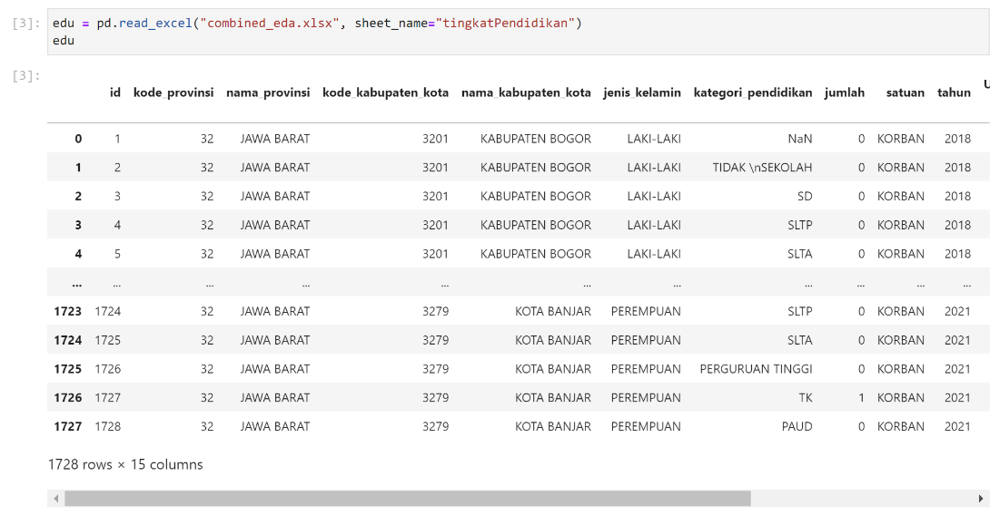 [3]: edu = pd.read_excel("combined_eda.xlsx", sheet_name="tingkatPendidikan")
edu
[3]:
id kode_provinsi nama_provinsi kode_kabupaten_kota nama_kabupaten_kota jenis_kelamin kategori_pendidikan jumlah satuan tahun
0 1 32 JAWA BARAT 3201 KABUPATEN BOGOR LAKI-LAKI NaN 0 KORBAN 2018
1 2 32 JAWA BARAT 3201 KABUPATEN BOGOR LAKI-LAKI TIDAK \nSEKOLAH 0 KORBAN 2018
2 3 32 JAWA BARAT 3201 KABUPATEN BOGOR LAKI-LAKI SD 0 KORBAN 2018
3 4 32 JAWA BARAT 3201 KABUPATEN BOGOR LAKI-LAKI SLTP 0 KORBAN 2018
4 5 32 JAWA BARAT 3201 KABUPATEN BOGOR LAKI-LAKI SLTA 0 KORBAN 2018
... ... ... ... ... ... ... ... ... ... ...
1723 1724 32 JAWA BARAT 3279 KOTA BANJAR PEREMPUAN SLTP 0 KORBAN 2021
1724 1725 32 JAWA BARAT 3279 KOTA BANJAR PEREMPUAN SLTA 0 KORBAN 2021
1725 1726 32 JAWA BARAT 3279 KOTA BANJAR PEREMPUAN PERGURUAN TINGGI 0 KORBAN 2021
1726 1727 32 JAWA BARAT 3279 KOTA BANJAR PEREMPUAN TK 1 KORBAN 2021
1727 1728 32 JAWA BARAT 3279 KOTA BANJAR PEREMPUAN PAUD 0 KORBAN 2021
1728 rows × 15 columns